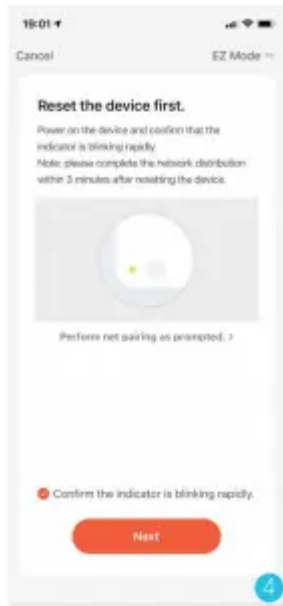 19:01
Cancel EZ Mode
Reset the device first.
Power on the device and confirm that the
indicator is blinking rapidly.
Note: please complete the network distribution
within 3 minutes after resetting the device.
Perform net pairing as prompted. >
Confirm the indicator is blinking rapidly.
Next
4